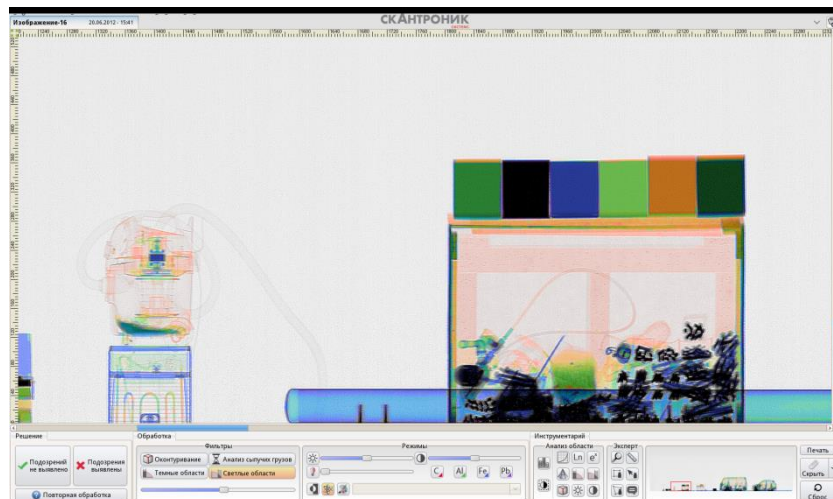 Изображение-16 20.06.2012 - 15:41
СКАНТРОНИК
система
Решение
Обработка
Инструментарий
Фильтры
Режимы
Анализ области
Эксперт
Печать
Подозрений не выявлено
Подозрения выявлены
Оконтуривание
Анализ сыпучих грузов
Ln e^x
Темные области
Светлые области
C Al Fe Pb
Скрыть
Повторная обработка
Сброс